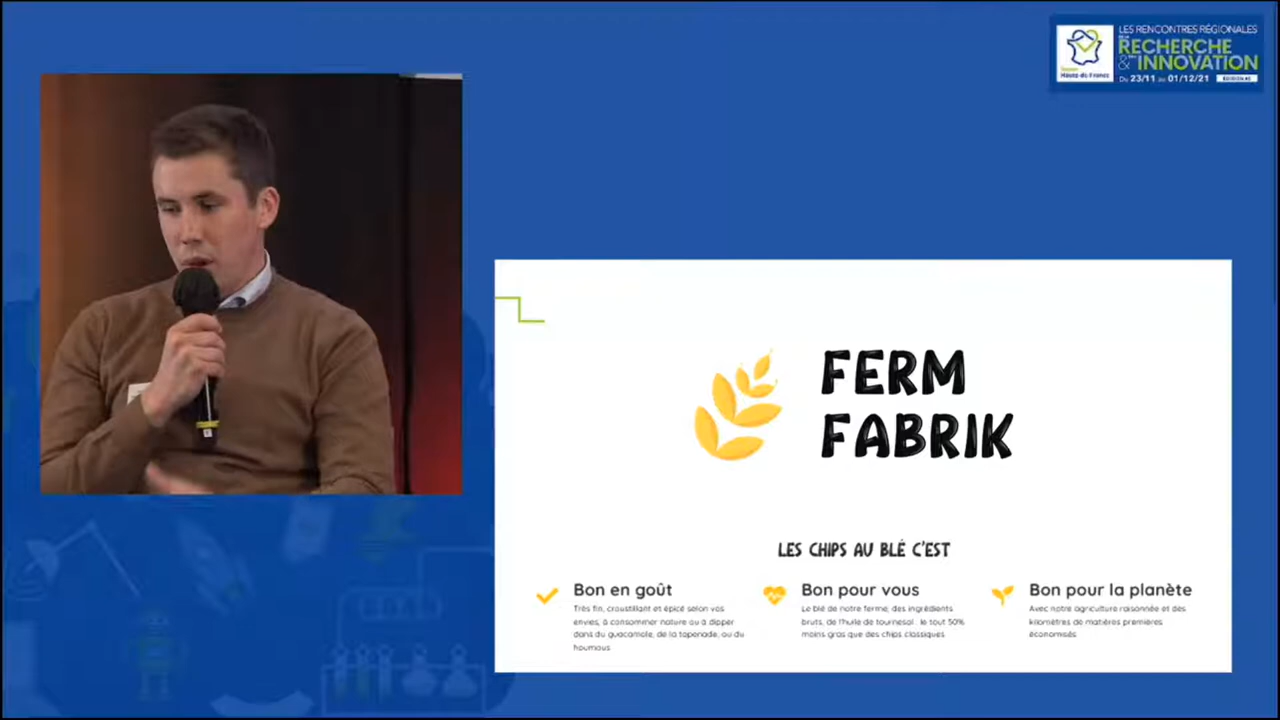 LES RENCONTRES RÉGIONALES
RECHERCHE
& INNOVATION
Du 23/11 au 01/12/21
Hauts-de-France
FERM
FABRIK
LES CHIPS AU BLÉ C'EST
Bon en goût
Très fin, croustillant et épicé selon vos
envies, à consommer nature ou à dipper
dans du guacamole, de la tapenade, ou du
houmous
Bon pour vous
Le blé de notre ferme, des ingrédients
bruts, de l'huile de tournesol : le tout 50%
moins gras que des chips classiques
Bon pour la planète
Avec notre agriculture raisonnée et des
kilomètres de matières premières
économisés